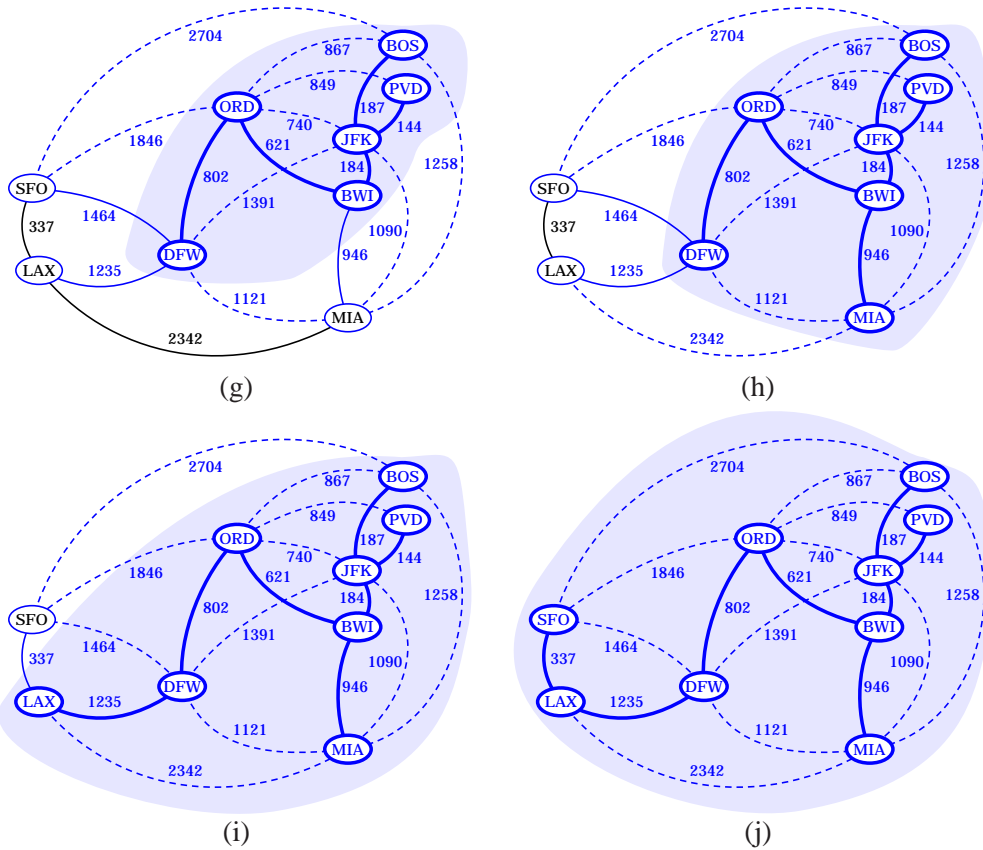 2704
BOS
867
849
PVD
ORD
187
144
740
JFK
1846
621
1258
184
802
BWI
SFO
1391
1464
337
1090
DFW
946
LAX
1235
1121
MIA
2342
(g)
2704
BOS
867
849
PVD
ORD
187
144
740
JFK
1846
621
1258
184
802
BWI
SFO
1391
1464
337
1090
DFW
946
LAX
1235
1121
MIA
2342
(h)
2704
BOS
867
849
PVD
ORD
187
144
740
JFK
1846
621
1258
184
802
SFO
BWI
1391
1464
337
1090
DFW
946
LAX
1235
1121
MIA
2342
(i)
2704
BOS
867
849
PVD
ORD
187
144
740
JFK
1846
621
1258
184
802
SFO
BWI
1391
1464
337
1090
DFW
946
LAX
1235
1121
MIA
2342
(j)